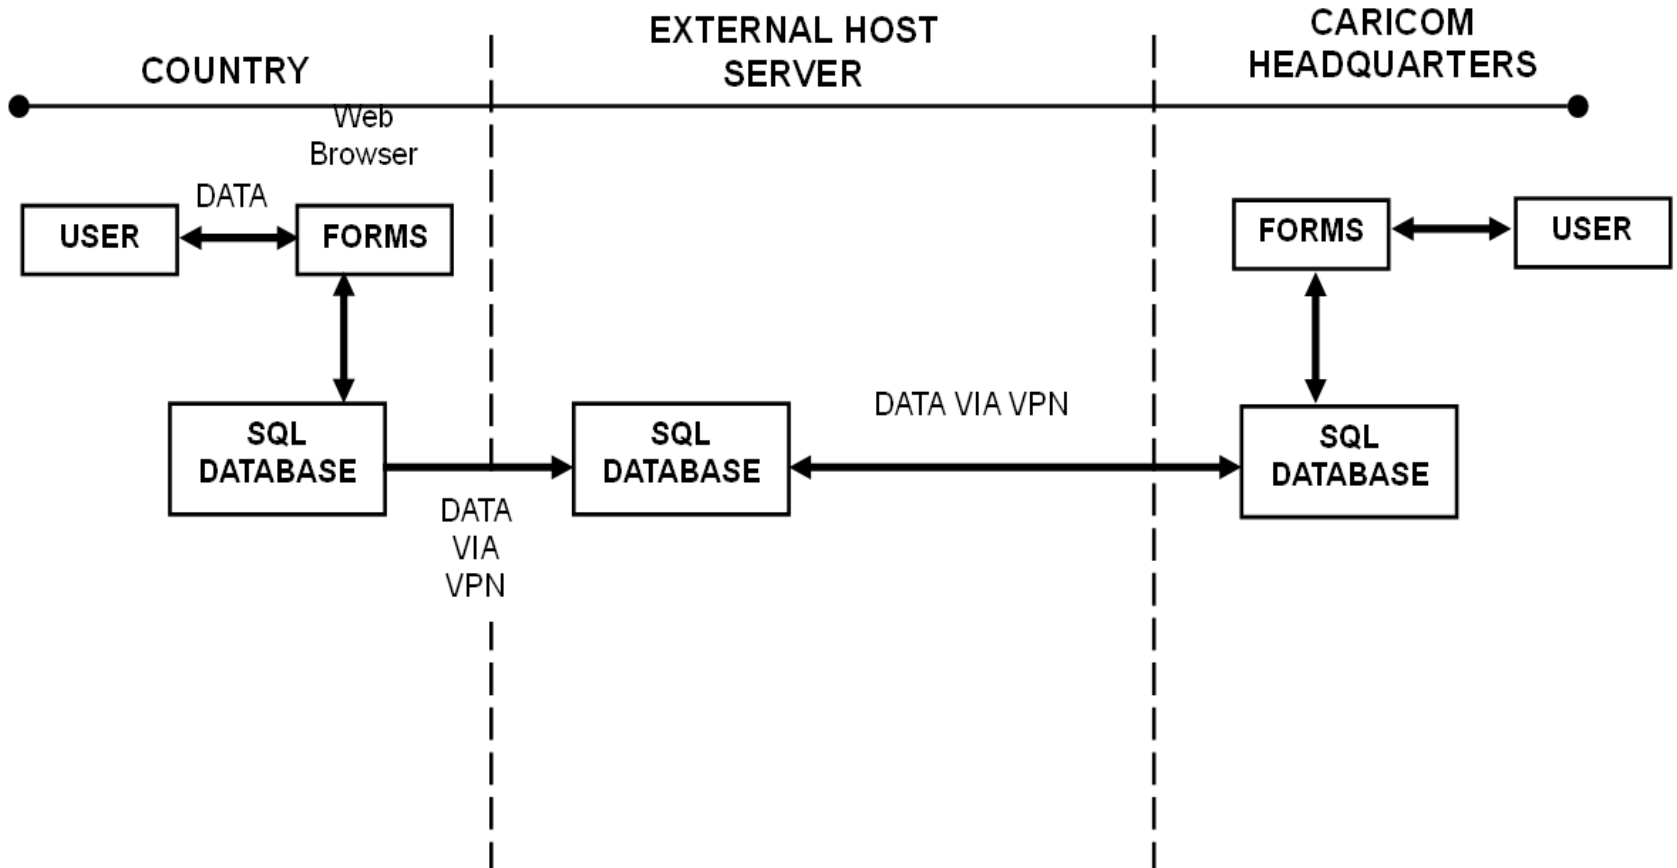 COUNTRY
EXTERNAL HOST
SERVER
CARICOM
HEADQUARTERS
Web
Browser
DATA
USER
FORMS
FORMS
USER
SQL
DATABASE
DATA
VIA
VPN
SQL
DATABASE
DATA VIA VPN
SQL
DATABASE